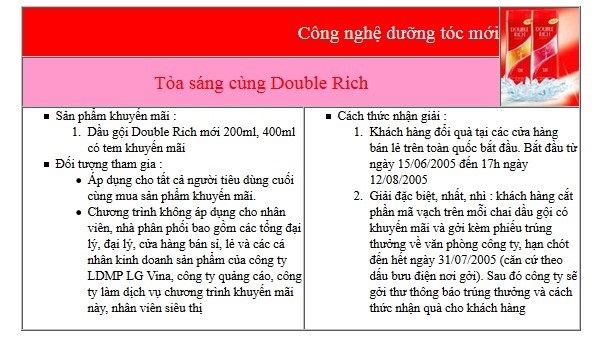 Công nghệ dưỡng tóc mới
DOUBLE RICH
DOUBLE RICH
Tỏa sáng cùng Double Rich
Sản phẩm khuyến mãi :
1. Dầu gội Double Rich mới 200ml, 400ml
có tem khuyến mãi
Đối tượng tham gia :
Áp dụng cho tất cả người tiêu dùng cuối
cùng mua sản phẩm khuyến mãi.
Chương trình không áp dụng cho nhân
viên, nhà phân phối bao gồm các tổng đại
lý, đại lý, cửa hàng bán sỉ, lẻ và các cá
nhân kinh doanh sản phẩm của công ty
LDMP LG Vina, công ty quảng cáo, công
ty làm dịch vụ chương trình khuyến mãi
này, nhân viên siêu thị
Cách thức nhận giải :
1. Khách hàng đổi quà tại các cửa hàng
bán lẻ trên toàn quốc bắt đầu. Bắt đầu từ
ngày 15/06/2005 đến 17h ngày
12/08/2005
2. Giải đặc biệt, nhất, nhì : khách hàng cắt
phần mã vạch trên mỗi chai dầu gội có
khuyến mãi và gởi kèm phiếu trúng
thưởng về văn phòng công ty, hạn chót
đến hết ngày 31/07/2005 (căn cứ theo
dấu bưu điện nơi gởi). Sau đó công ty sẽ
gởi thư thông báo trúng thưởng và cách
thức nhận quà cho khách hàng